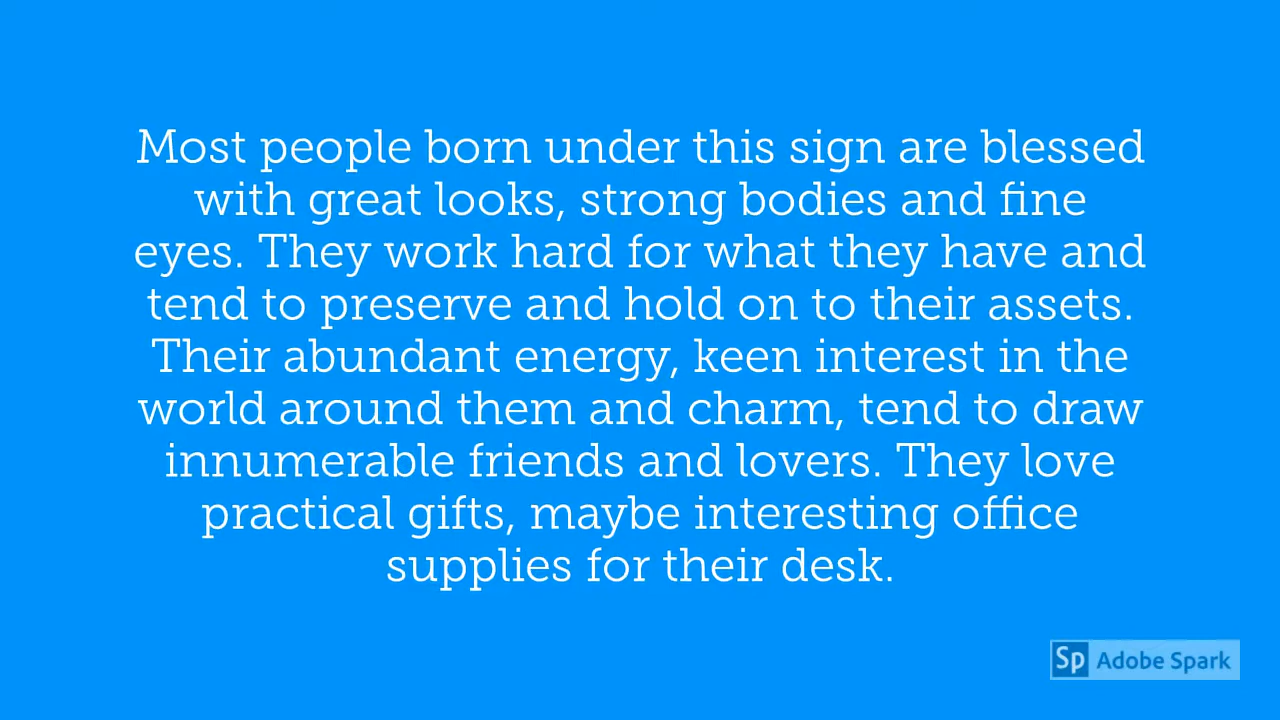 Most people born under this sign are blessed
with great looks, strong bodies and fine
eyes. They work hard for what they have and
tend to preserve and hold on to their assets.
Their abundant energy, keen interest in the
world around them and charm, tend to draw
innumerable friends and lovers. They love
practical gifts, maybe interesting office
supplies for their desk.
Sp Adobe Spark